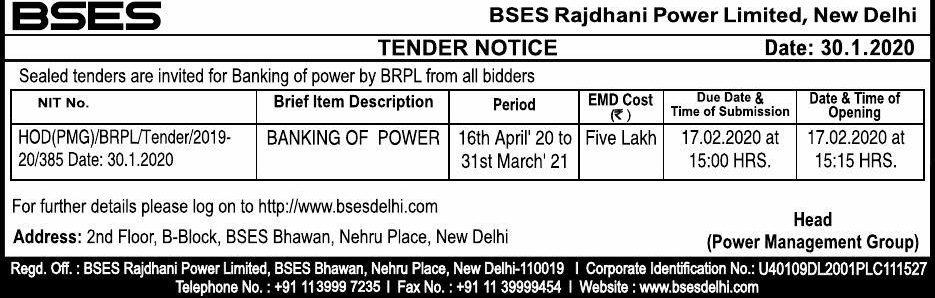 BSES
BSES Rajdhani Power Limited, New Delhi
TENDER NOTICE
Date: 30.1.2020
Sealed tenders are invited for Banking of power by BRPL from all bidders
NIT No.
Brief Item Description
Period
EMD Cost
(₹)
Due Date &
Time of Submission
Date & Time of
Opening
HOD(PMG)/BRPL/Tender/2019-
20/385 Date: 30.1.2020
BANKING OF POWER
16th April' 20 to
31st March' 21
Five Lakh
17.02.2020 at
15:00 HRS.
17.02.2020 at
15:15 HRS.
For further details please log on to http://www.bsesdelhi.com
Address: 2nd Floor, B-Block, BSES Bhawan, Nehru Place, New Delhi
Head
(Power Management Group)
Regd. Off. : BSES Rajdhani Power Limited, BSES Bhawan, Nehru Place, New Delhi-110019 I Corporate Identification No.: U40109DL2001PLC111527
Telephone No. : +91 113999 7235 I Fax No. : +91 11 39999454 I Website : www.bsesdelhi.com